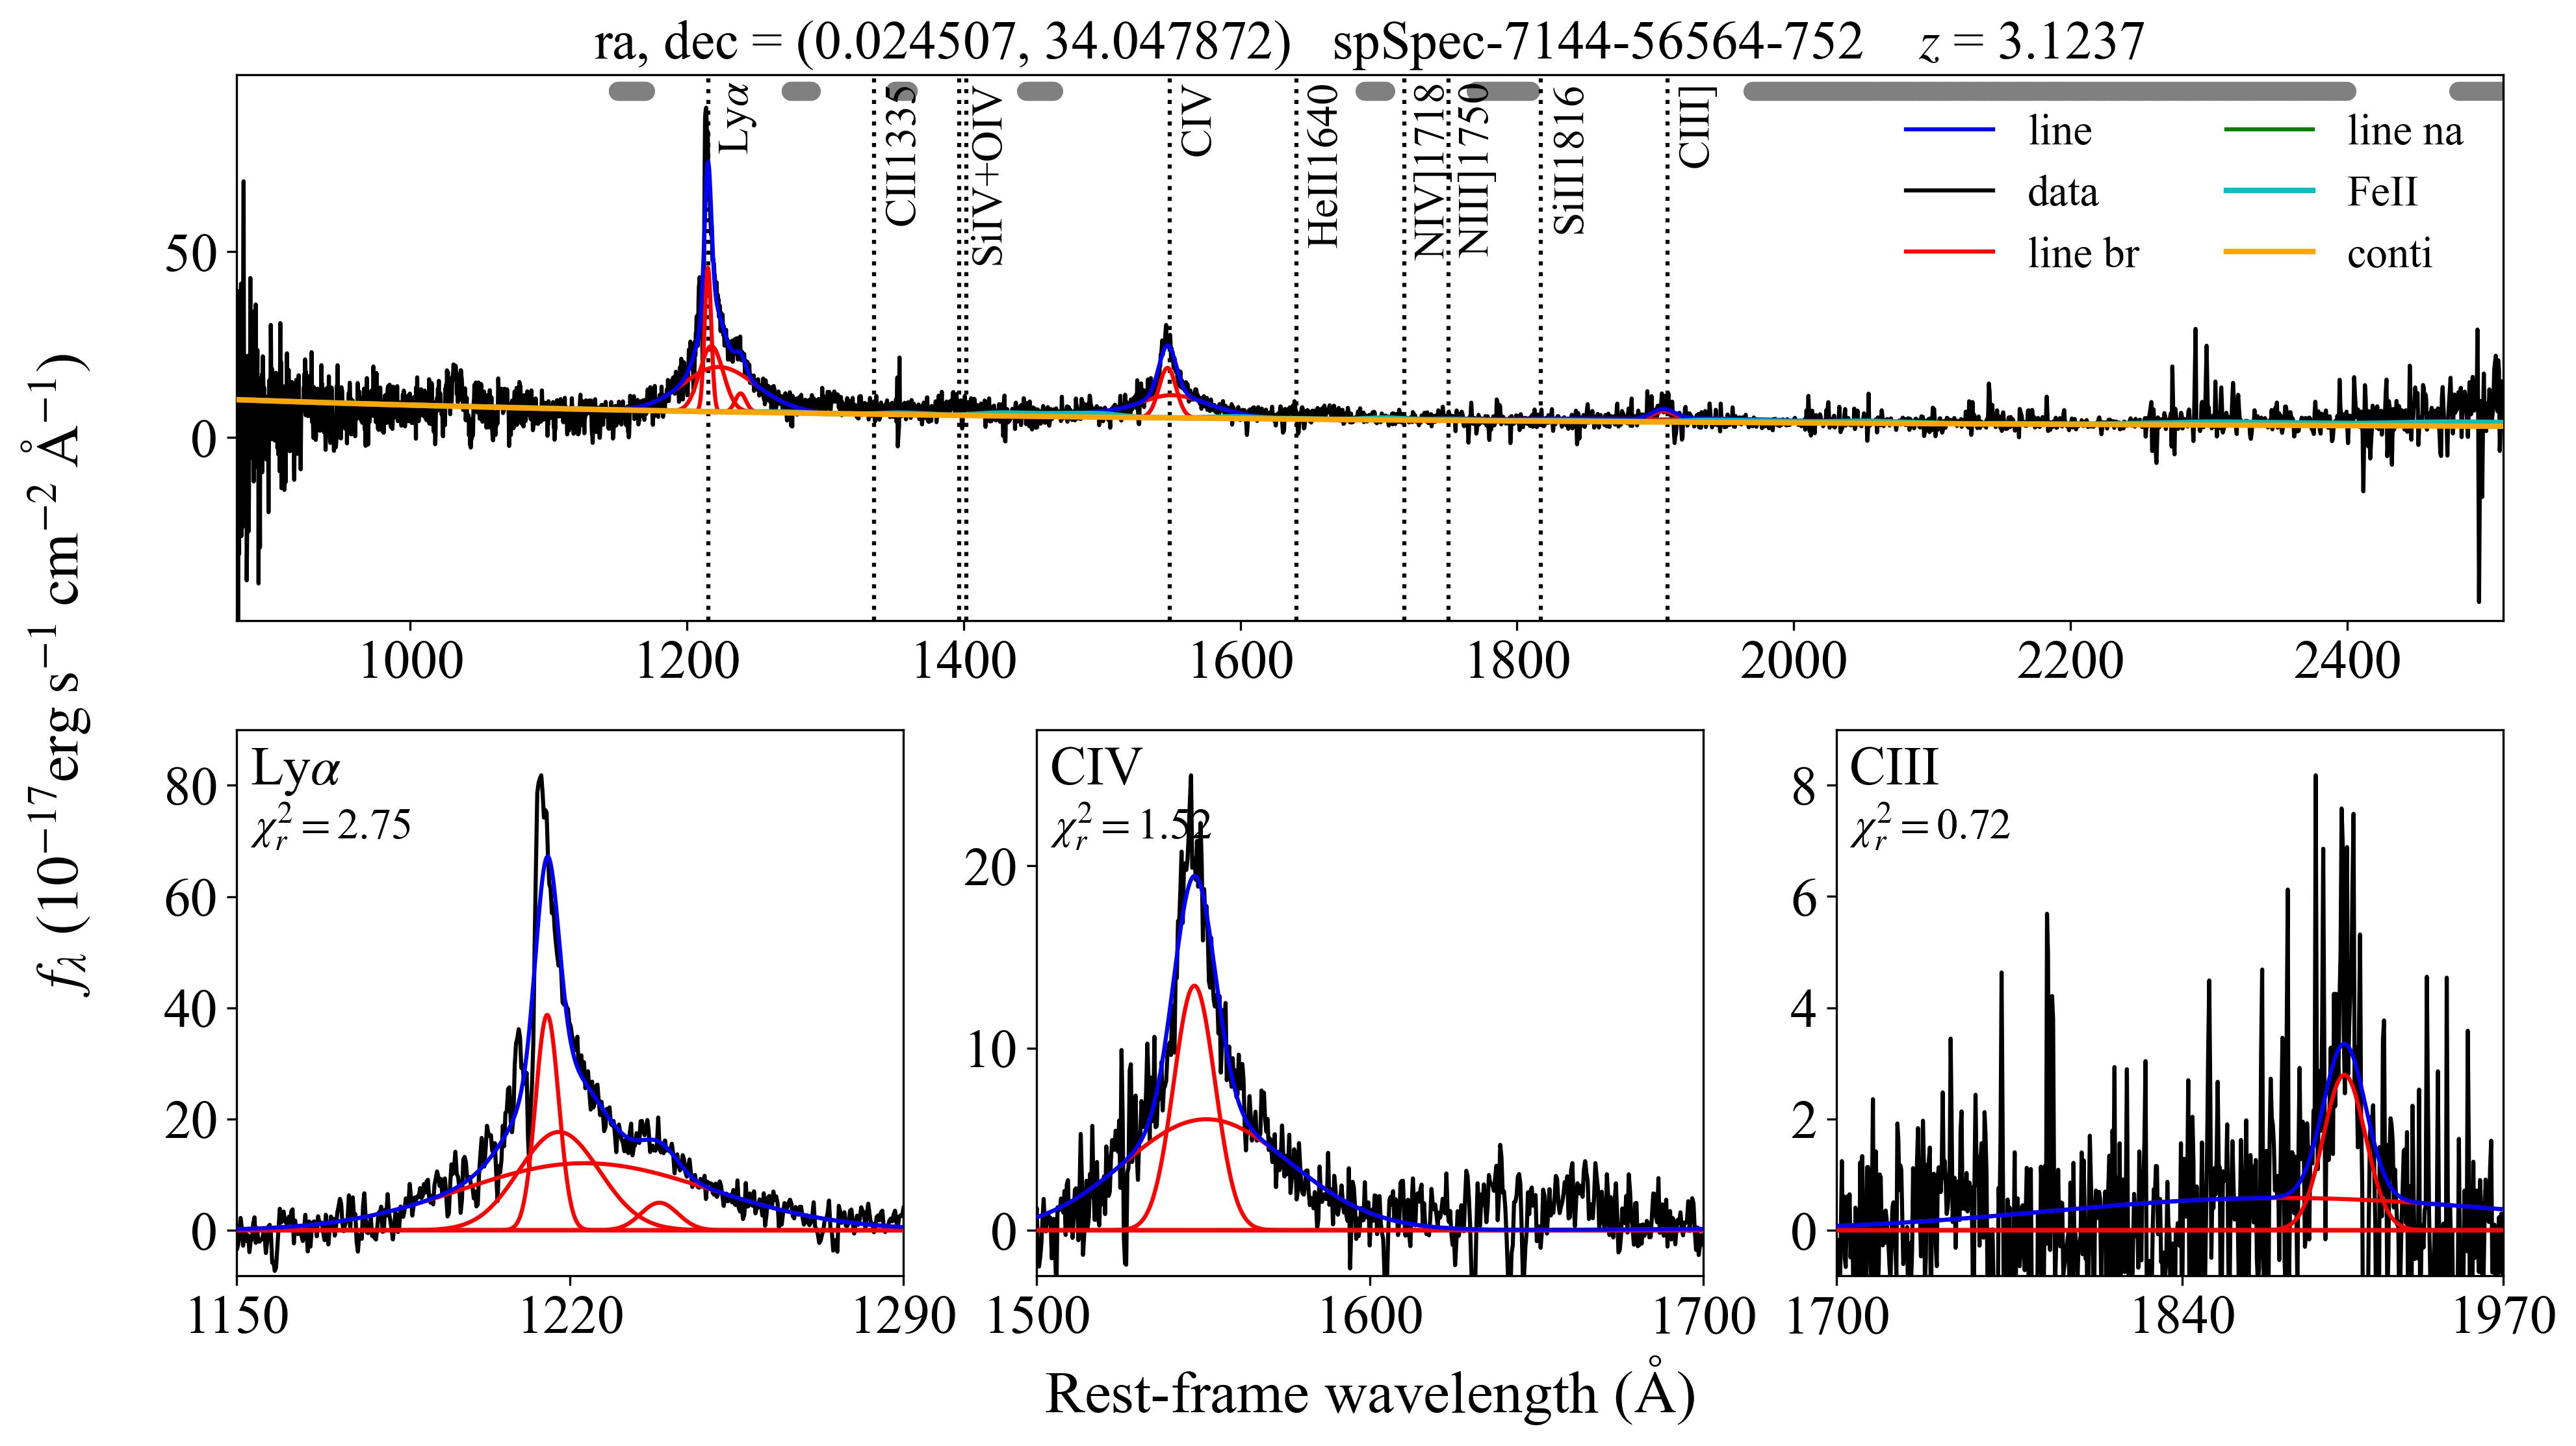 ra, dec = (0.024507, 34.047872) spSpec-7144-56564-752 z = 3.1237
Lyα
CII1335
SiIV+OIV
CIV
HeII1640
NIV]1718
NIII]1750
SiII1816
CIII]
line
data
line br
line na
FeII
conti
50
0
1000 1200 1400 1600 1800 2000 2200 2400
f_λ (10⁻¹⁷erg s⁻¹ cm⁻² Å⁻¹)
Lyα
χ²_r = 2.75
80
60
40
20
0
1150 1220 1290
CIV
χ²_r = 1.52
20
10
0
1500 1600 1700
CIII
χ²_r = 0.72
8
6
4
2
0
1700 1840 1970
Rest-frame wavelength (Å)